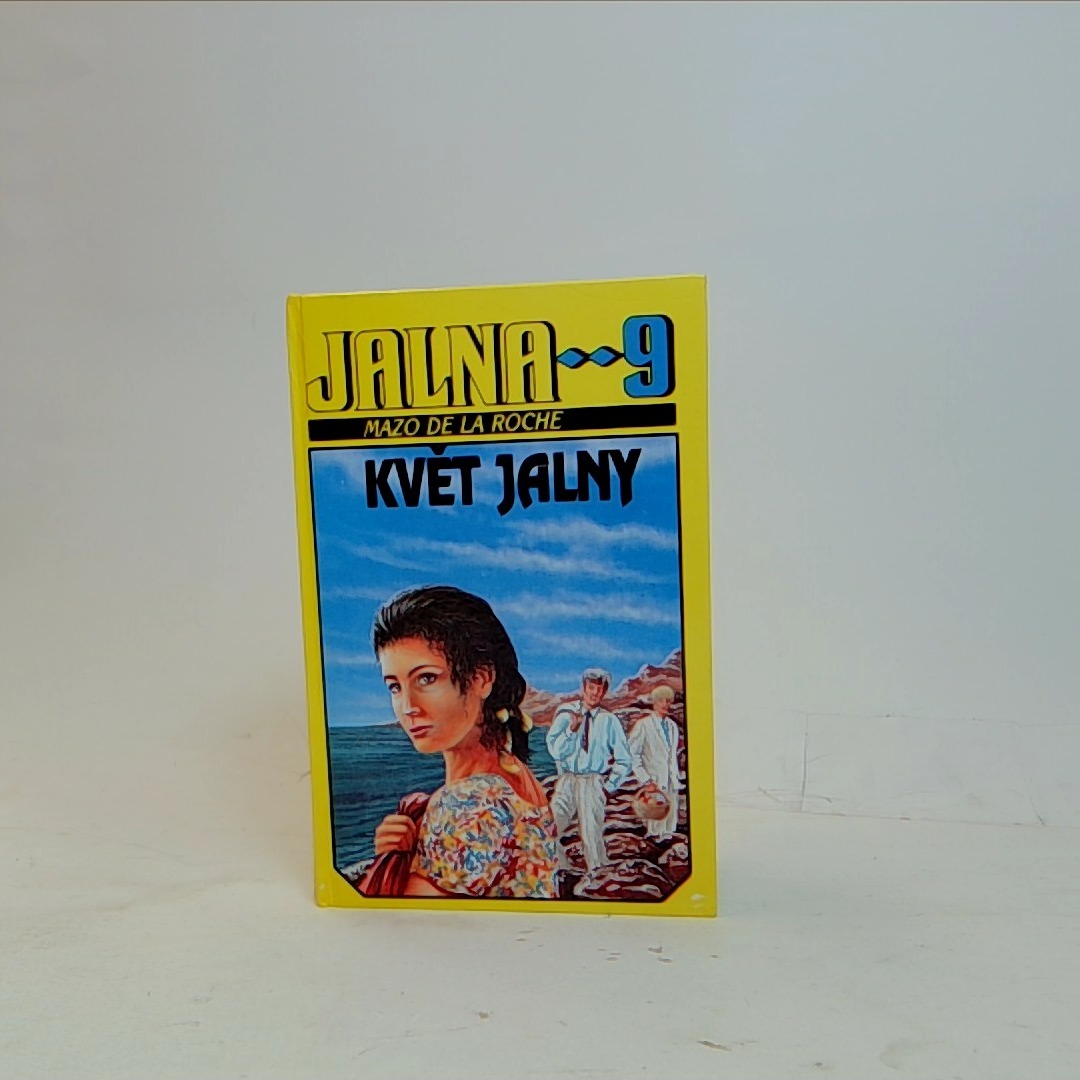 JALNA 9
MAZO DE LA ROCHE
KVĚT JALNY